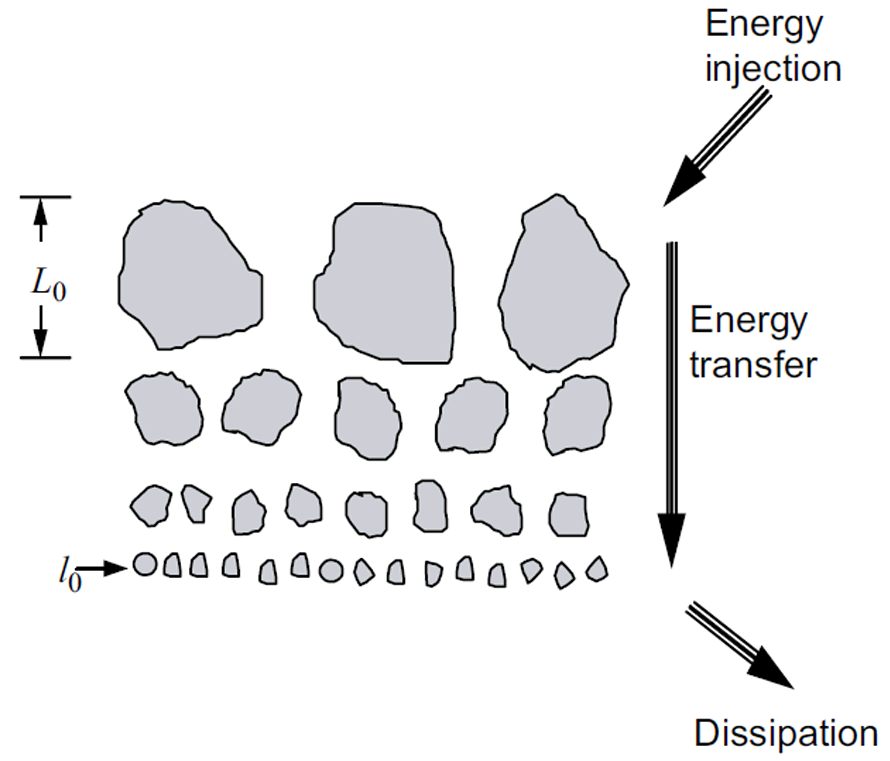 Energy
injection
L0
Energy
transfer
l0
Dissipation